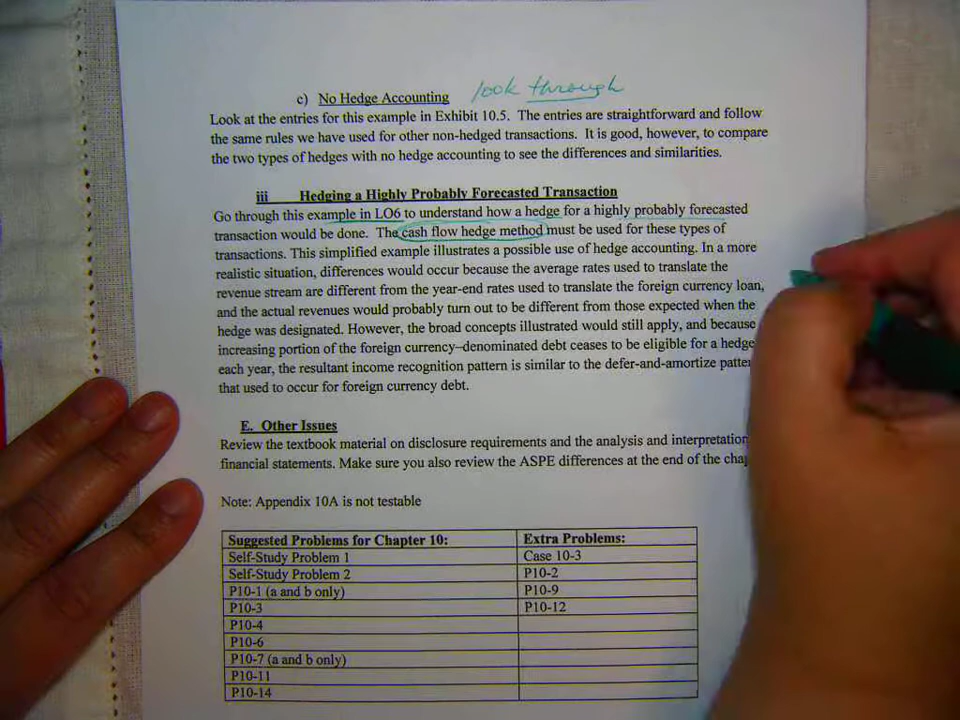 c) No Hedge Accounting look through
Look at the entries for this example in Exhibit 10.5. The entries are straightforward and follow
the same rules we have used for other non-hedged transactions. It is good, however, to compare
the two types of hedges with no hedge accounting to see the differences and similarities.
iii Hedging a Highly Probably Forecasted Transaction
Go through this example in LO6 to understand how a hedge for a highly probably forecasted
transaction would be done. The cash flow hedge method must be used for these types of
transactions. This simplified example illustrates a possible use of hedge accounting. In a more
realistic situation, differences would occur because the average rates used to translate the
revenue stream are different from the year-end rates used to translate the foreign currency loan,
and the actual revenues would probably turn out to be different from those expected when the
hedge was designated. However, the broad concepts illustrated would still apply, and because
increasing portion of the foreign currency–denominated debt ceases to be eligible for a hedge
each year, the resultant income recognition pattern is similar to the defer-and-amortize
that used to occur for foreign currency debt.
E. Other Issues
Review the textbook material on disclosure requirements and the analysis and interpretation
financial statements. Make sure you also review the ASPE differences at the end of the
Note: Appendix 10A is not testable
Suggested Problems for Chapter 10: Extra Problems:
Self-Study Problem 1 Case 10-3
Self-Study Problem 2 P10-2
P10-1 (a and b only) P10-9
P10-3 P10-12
P10-4
P10-6
P10-7 (a and b only)
P10-11
P10-14